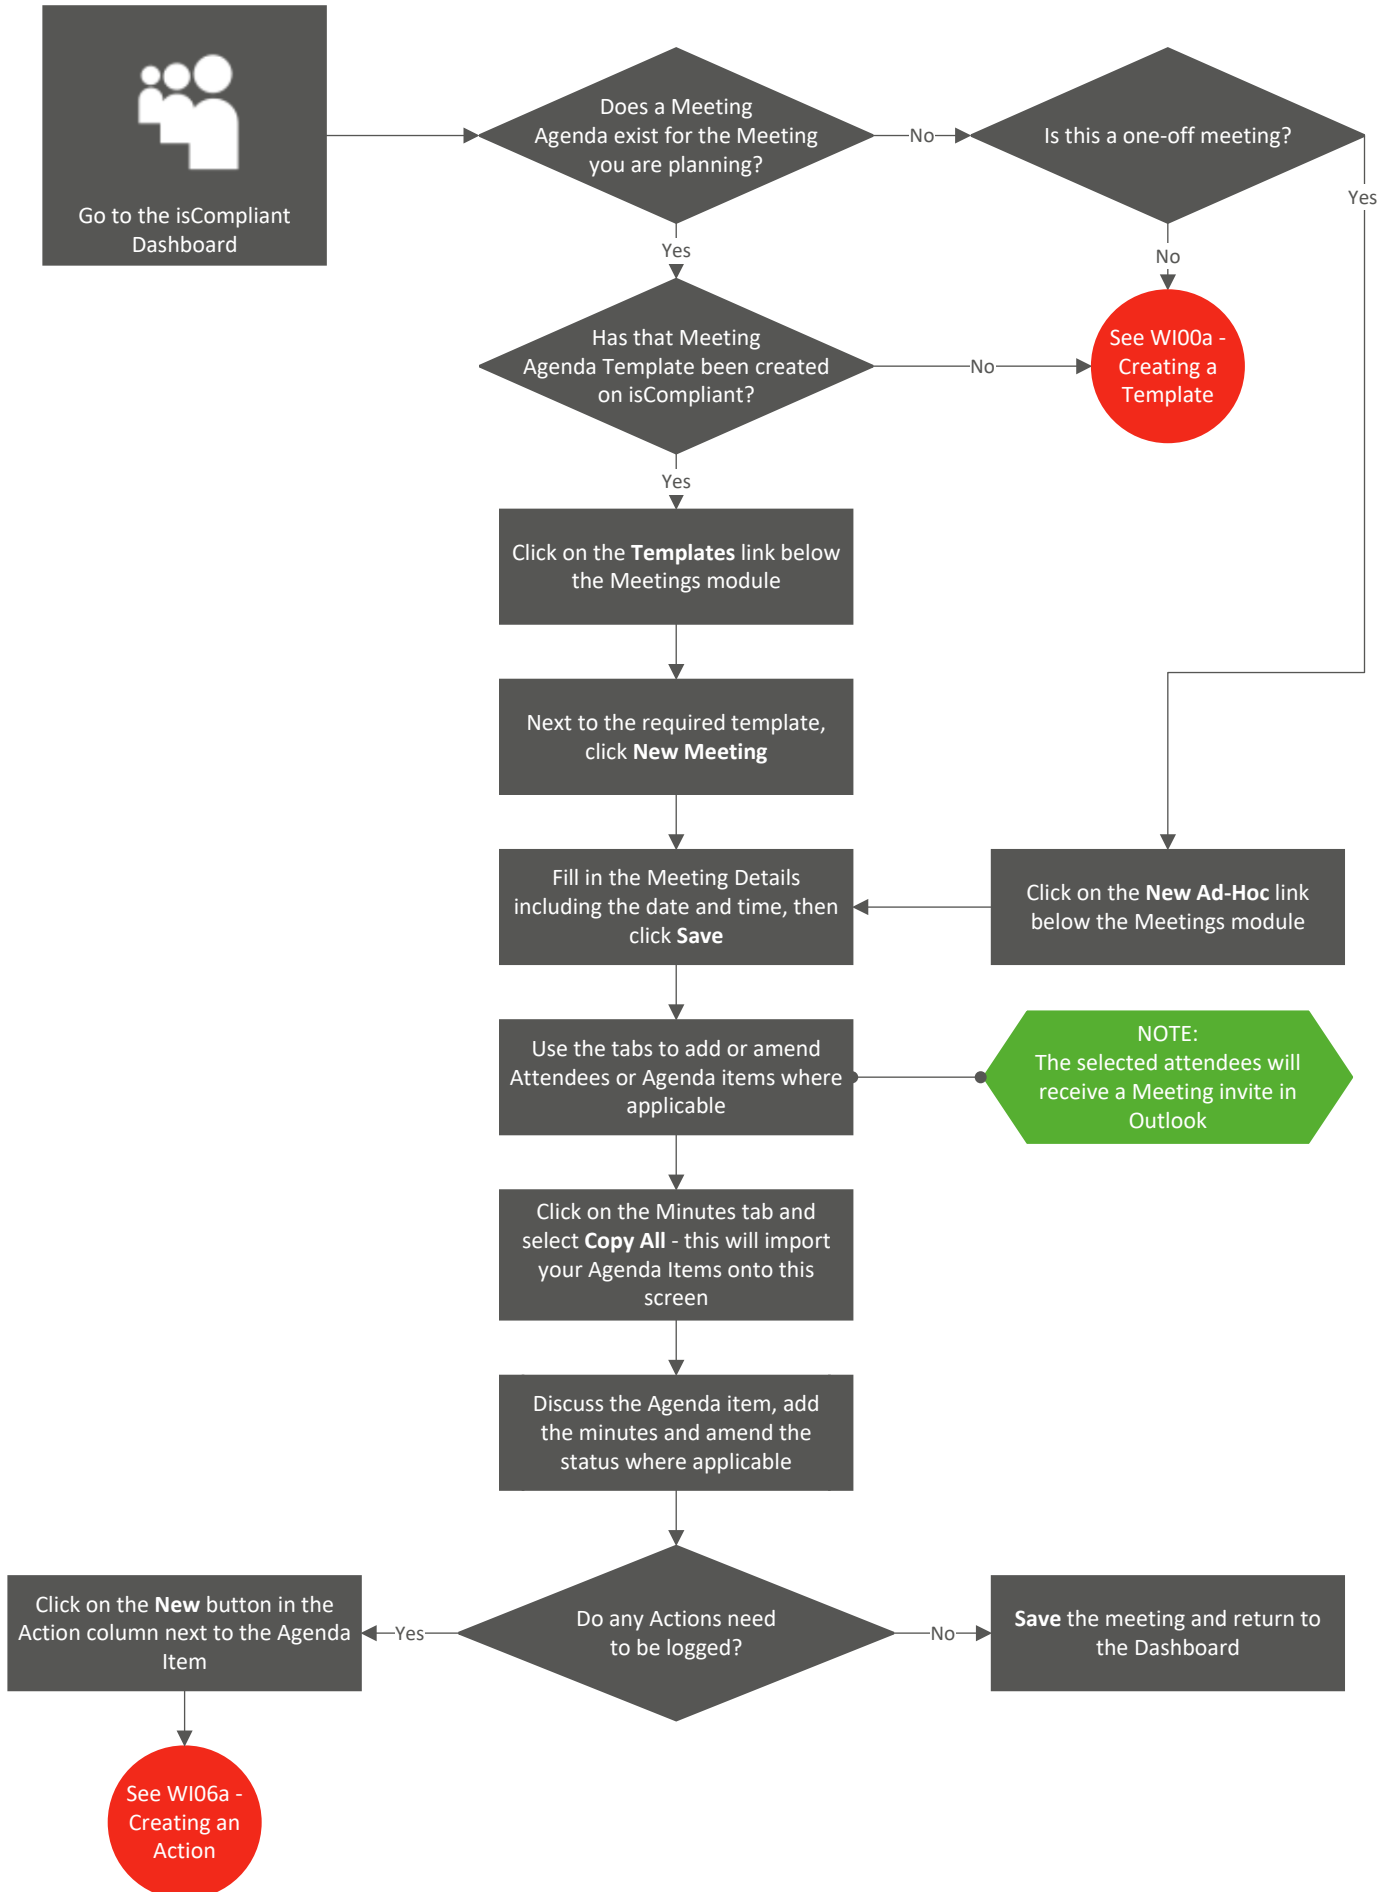 Go to the isCompliant
Dashboard
Does a Meeting
Agenda exist for the Meeting
you are planning?
No
Is this a one-off meeting?
Yes
Yes
No
Has that Meeting
Agenda Template been created
on isCompliant?
No
See WI00a -
Creating a
Template
Yes
Click on the Templates link below
the Meetings module
Next to the required template,
click New Meeting
Fill in the Meeting Details
including the date and time, then
click Save
Click on the New Ad-Hoc link
below the Meetings module
Use the tabs to add or amend
Attendees or Agenda items where
applicable
NOTE:
The selected attendees will
receive a Meeting invite in
Outlook
Click on the Minutes tab and
select Copy All - this will import
your Agenda Items onto this
screen
Discuss the Agenda item, add
the minutes and amend the
status where applicable
Click on the New button in the
Action column next to the Agenda
Item
Yes
Do any Actions need
to be logged?
No
Save the meeting and return to
the Dashboard
See WI06a -
Creating an
Action